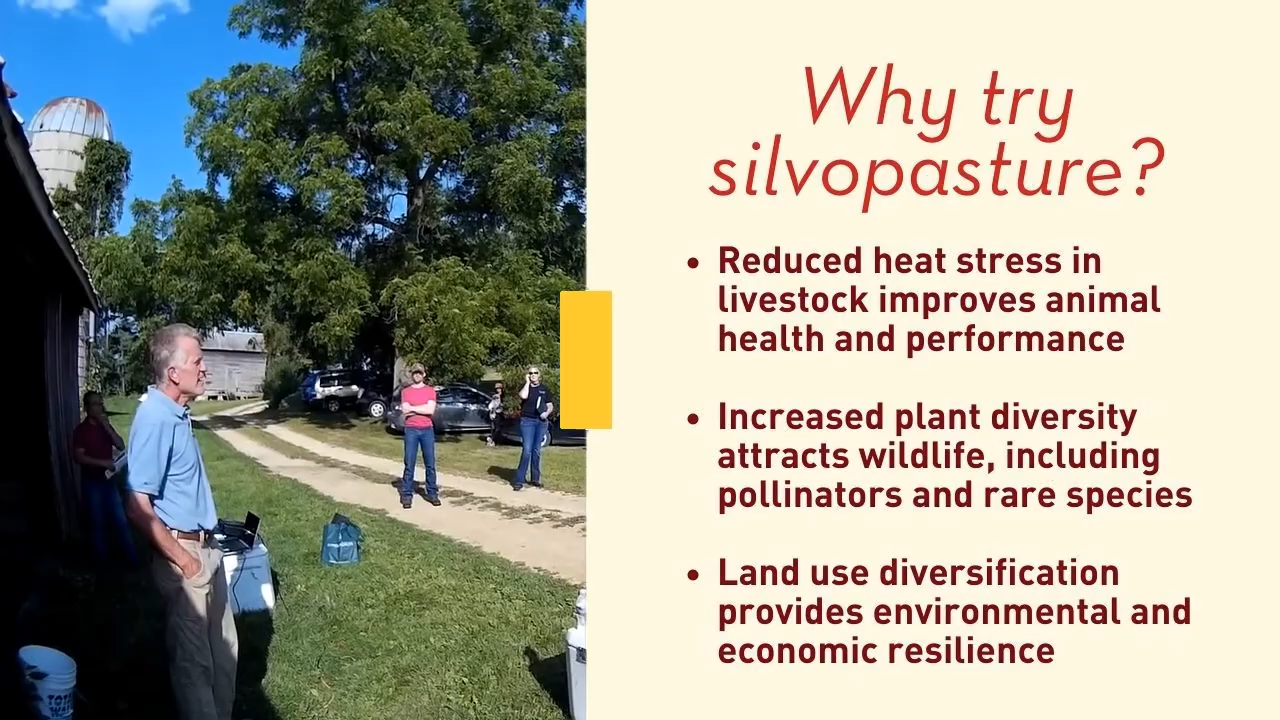 Why try
silvopasture?
• Reduced heat stress in
livestock improves animal
health and performance
• Increased plant diversity
attracts wildlife, including
pollinators and rare species
• Land use diversification
provides environmental and
economic resilience